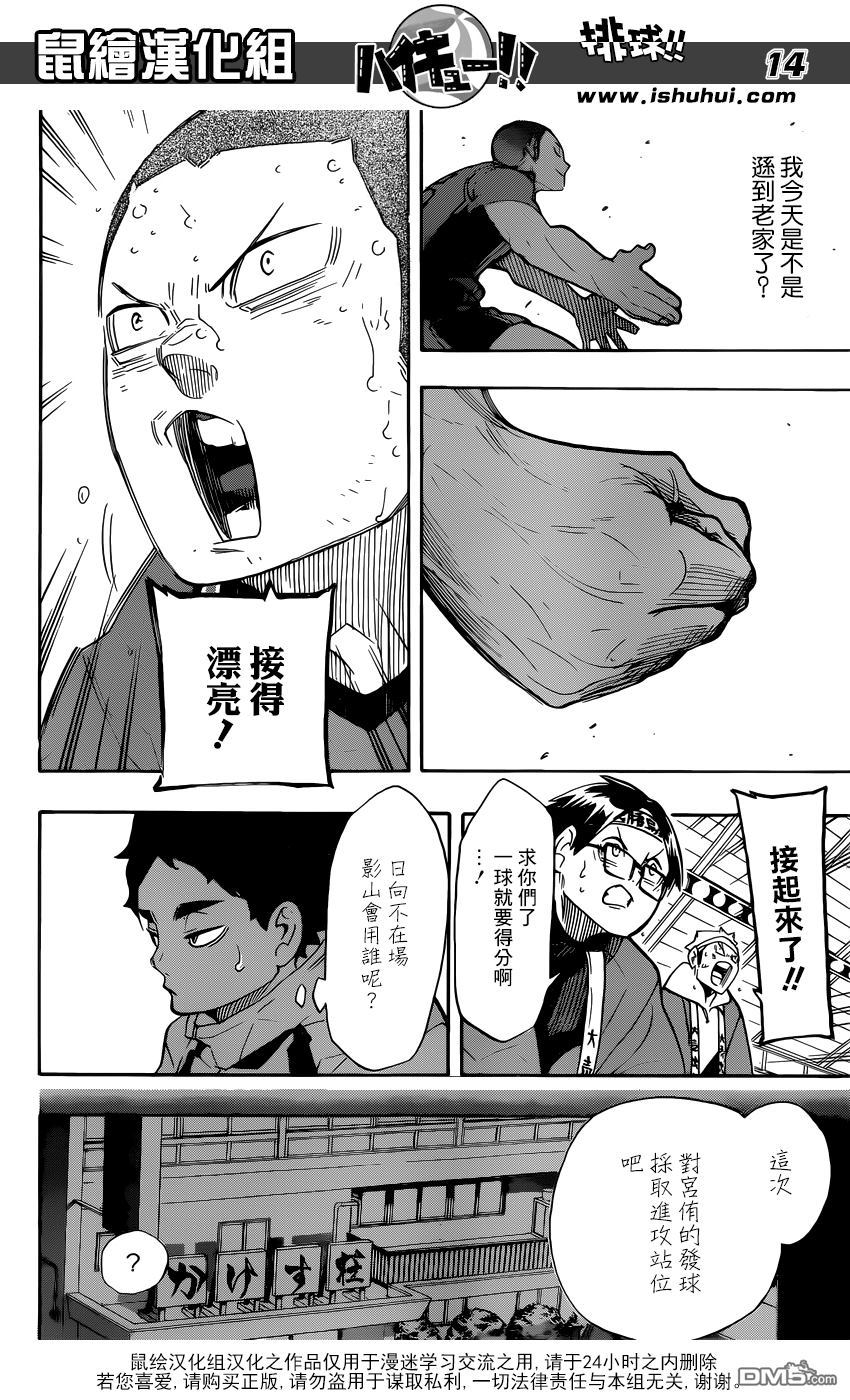 鼠繪漢化組
ハイキュー!!
排球!!
14
www.ishuhui.com
我今天是不是
遜到老家了?
接得
漂亮!
接起來了!!
求你們了
一球就要得分啊
…!
日向不在場
影山會用誰呢?
這次
對宮侑的發球
採取進攻站位
吧
?
かけす荘
鼠绘汉化组汉化之作品仅用于漫迷学习交流之用, 请于24小时之内删除
若您喜爱, 请购买正版, 请勿用于谋取私利, 一切法律责任与本组无关, 谢谢。
DM5.com